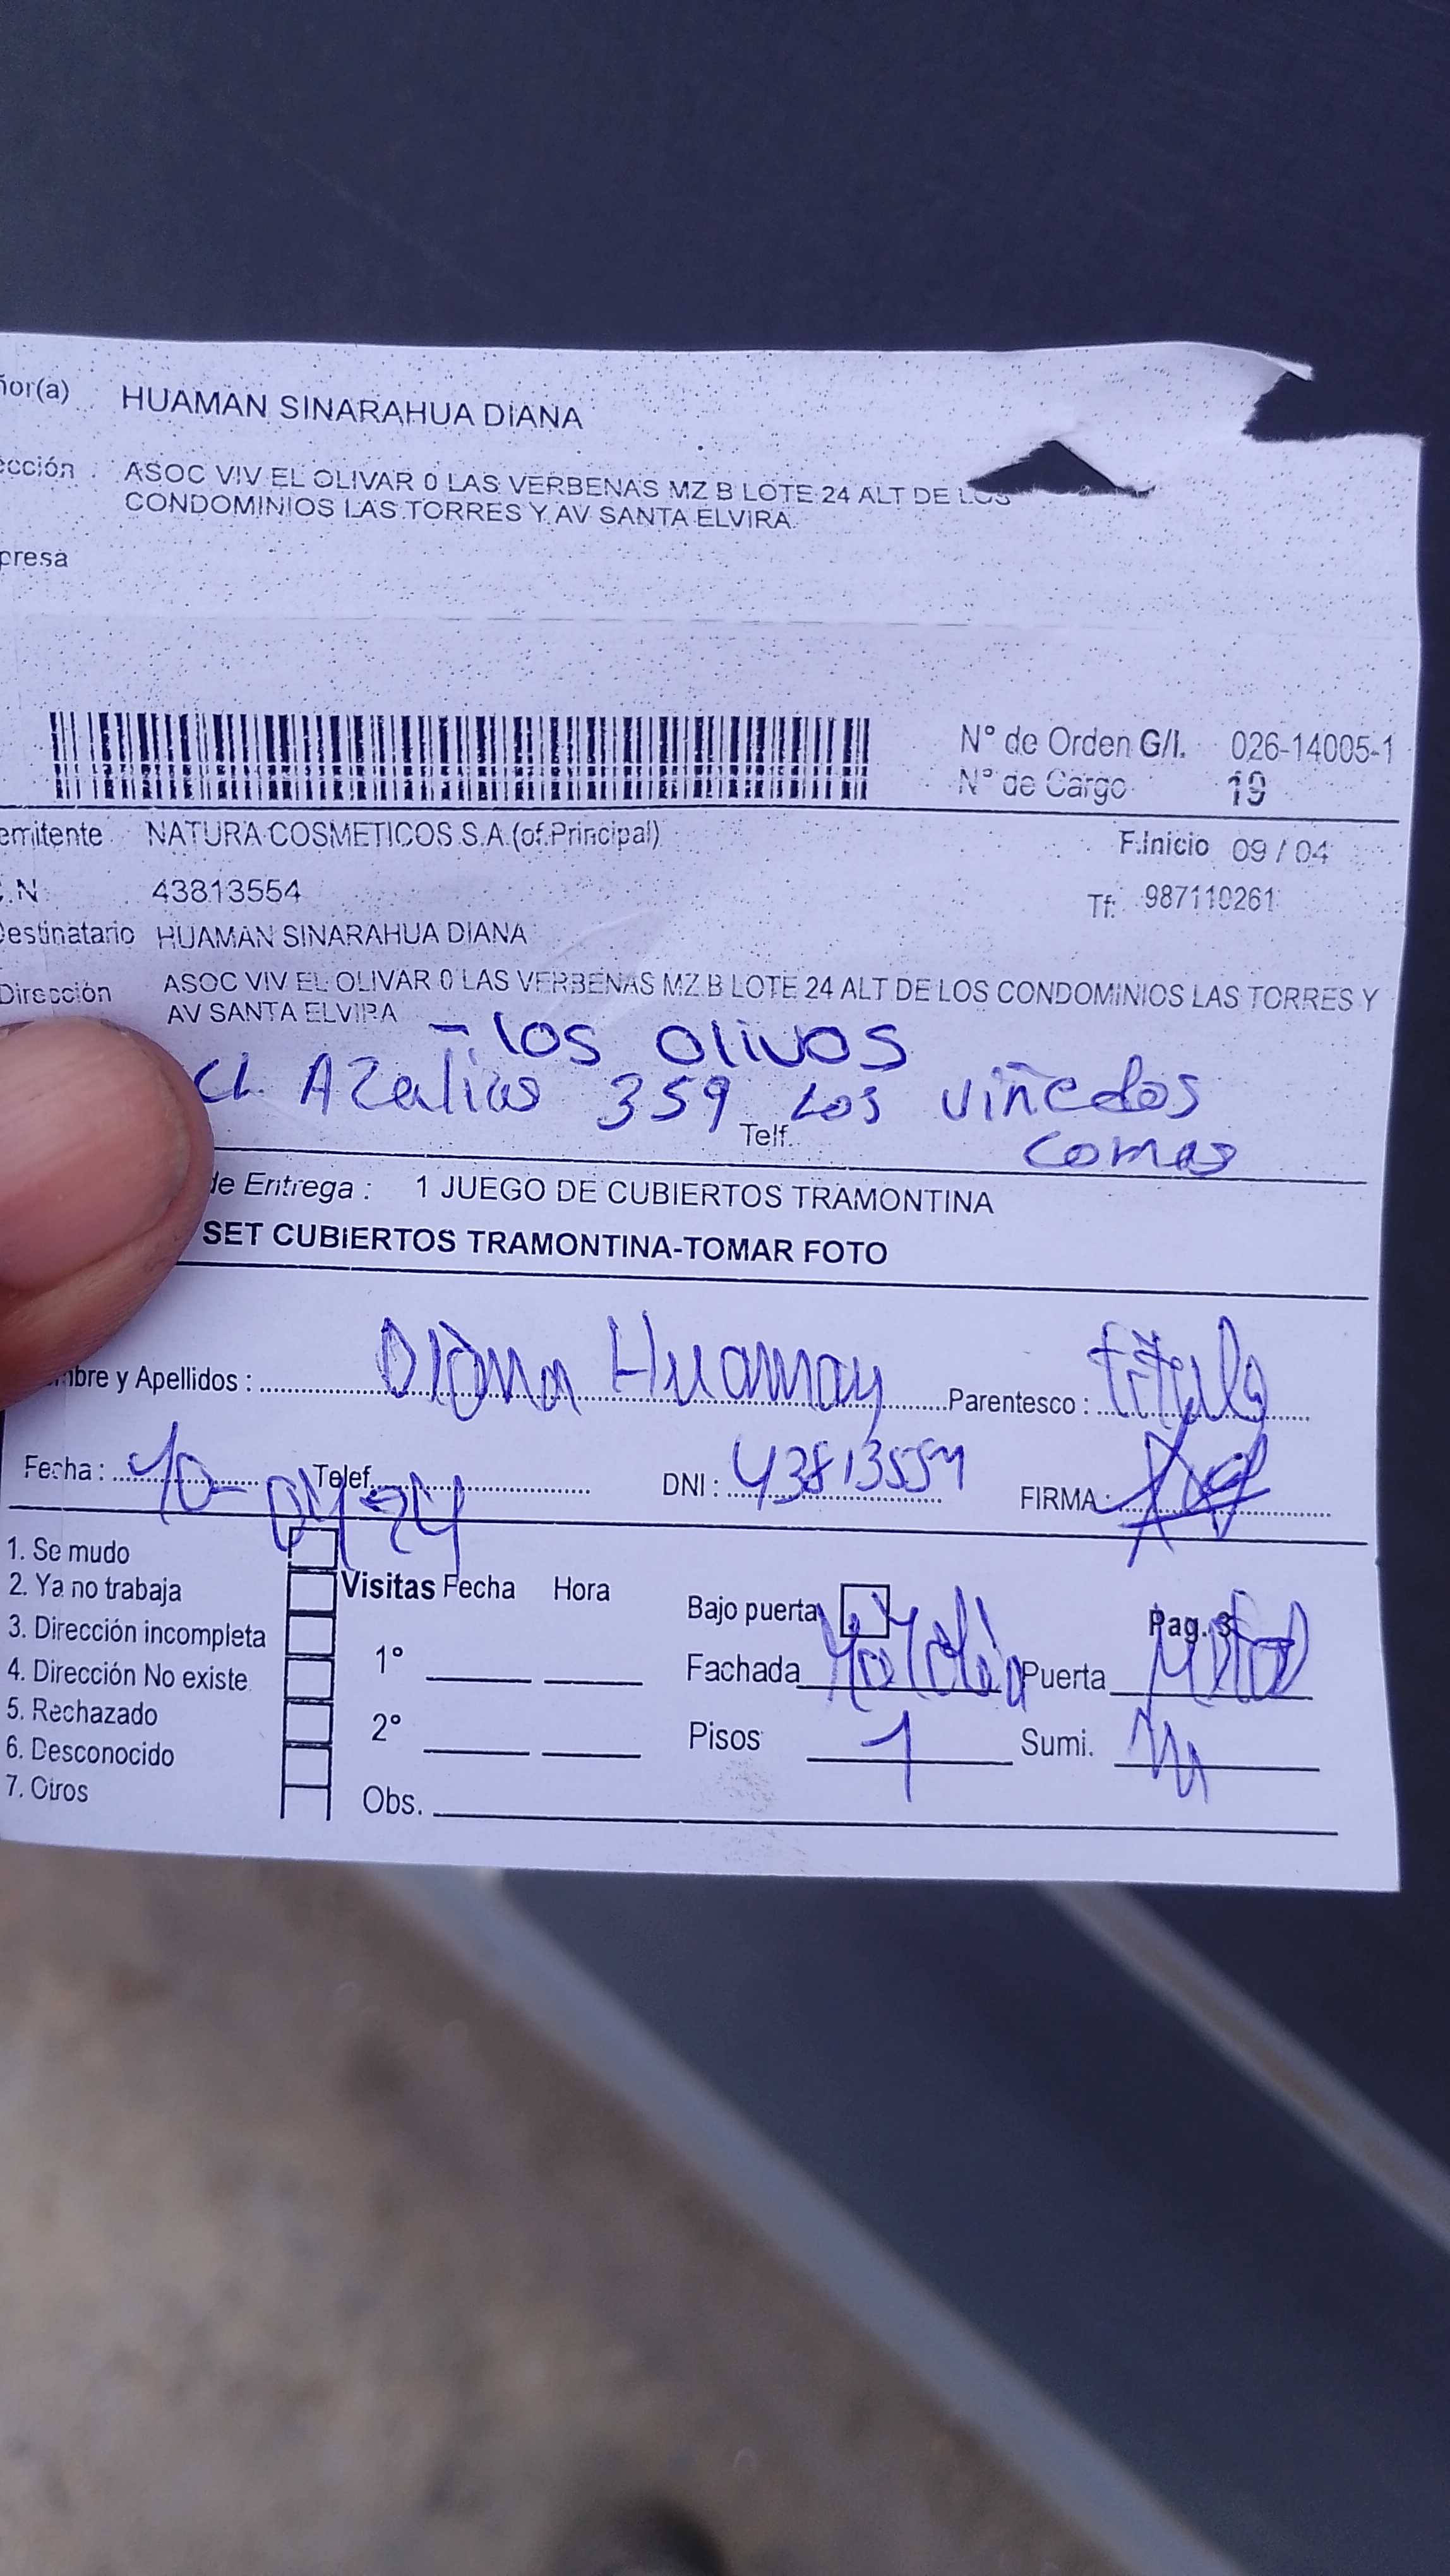 ñor(a) HUAMAN SINARAHUA DIANA
ección : ASOC VIV EL OLIVAR 0 LAS VERBENAS MZ B LOTE 24 ALT DE LOS
CONDOMINIOS LAS TORRES Y AV SANTA ELVIRA
presa
N° de Orden G/I. 026-14005-1
N° de Cargo 19
emitente NATURA COSMETICOS S.A.(of.Principal) F.Inicio 09 / 04
.N 43813554 Tf: 987110261
Destinatario HUAMAN SINARAHUA DIANA
Dirección ASOC VIV EL OLIVAR 0 LAS VERBENAS MZ B LOTE 24 ALT DE LOS CONDOMINIOS LAS TORRES Y
AV SANTA ELVIRA - los olivos
CL Azalias 359 Los viñedos
Telf. comas
de Entrega : 1 JUEGO DE CUBIERTOS TRAMONTINA
SET CUBIERTOS TRAMONTINA-TOMAR FOTO
mbre y Apellidos : Diana Huaman Parentesco : titula
Fecha : 10-04-24 Telef. DNI : 43813554 FIRMA :
1. Se mudo
2. Ya no trabaja Visitas Fecha Hora Bajo puerta Pag. 3
3. Dirección incompleta
4. Dirección No existe 1° Fachada Puerta
5. Rechazado
6. Desconocido 2° Pisos 1 Sumi.
7. Otros Obs.